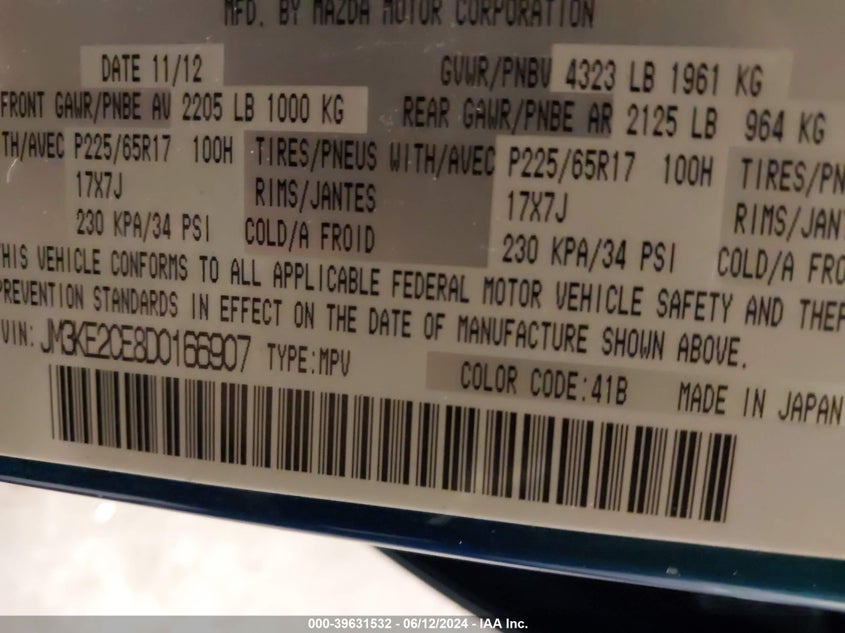 MFD. BY MAZDA MOTOR CORPORATION
DATE 11/12 GVWR/PNBV 4323 LB 1961 KG
FRONT GAWR/PNBE AV 2205 LB 1000 KG REAR GAWR/PNBE AR 2125 LB 964 KG
TH/AVEC P225/65R17 100H TIRES/PNEUS WITH/AVEC P225/65R17 100H TIRES/PN
17X7J RIMS/JANTES 17X7J RIMS/JANTE
230 KPA/34 PSI COLD/A FROID 230 KPA/34 PSI COLD/A FRO
THIS VEHICLE CONFORMS TO ALL APPLICABLE FEDERAL MOTOR VEHICLE SAFETY AND THEF
PREVENTION STANDARDS IN EFFECT ON THE DATE OF MANUFACTURE SHOWN ABOVE.
VIN: JM3KE2CE8D0166907 TYPE:MPV COLOR CODE:41B MADE IN JAPAN
000-39631532 - 06/12/2024 - IAA Inc.